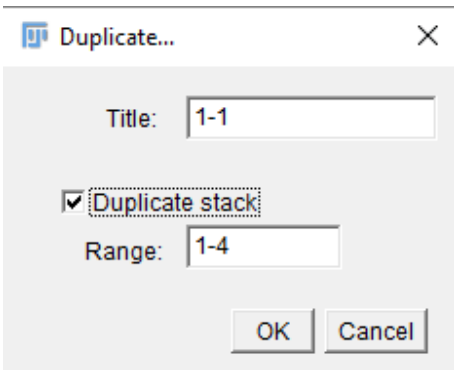 Duplicate...
Title: 1-1
Duplicate stack
Range: 1-4
OK Cancel